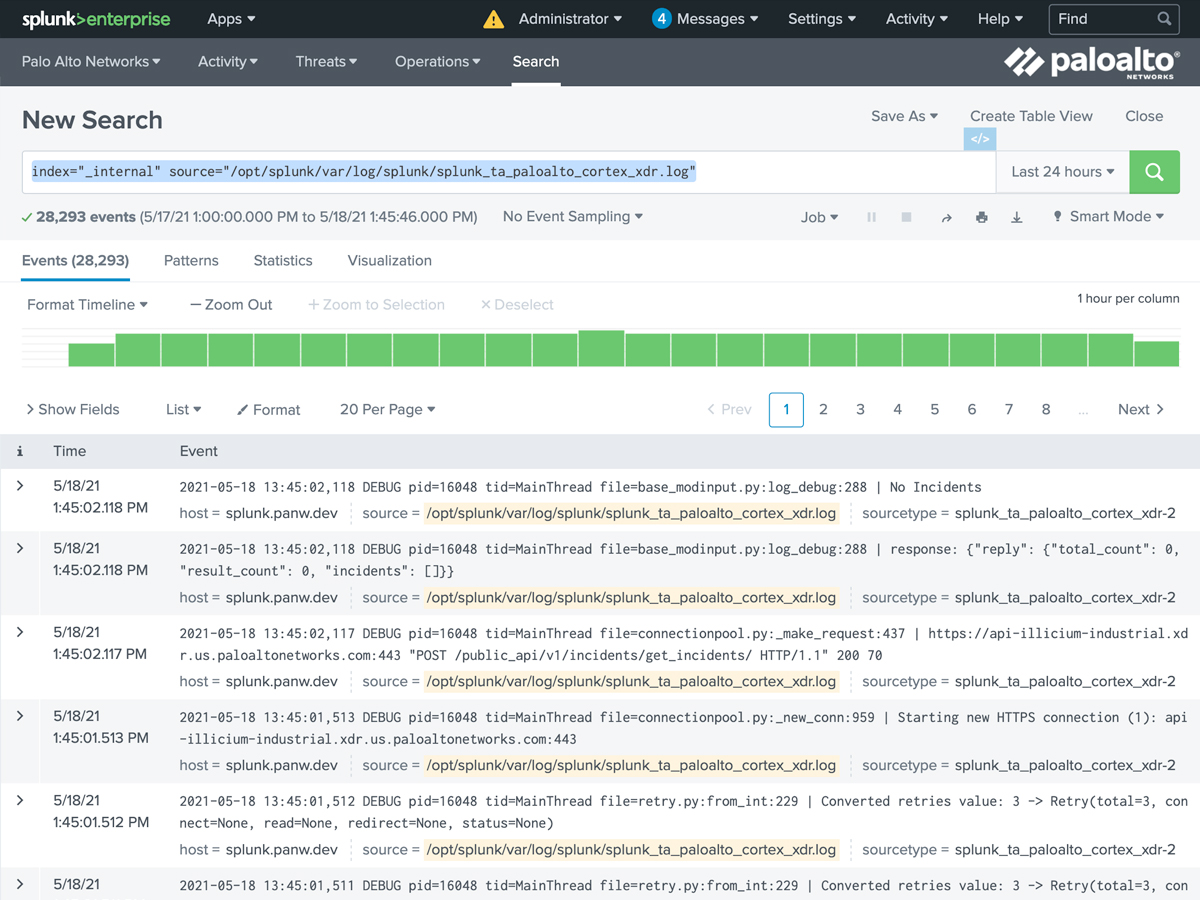 splunk>enterprise Apps Administrator 4 Messages Settings Activity Help Find
Palo Alto Networks Activity Threats Operations Search paloalto NETWORKS
New Search Save As Create Table View Close
</>
index="_internal" source="/opt/splunk/var/log/splunk/splunk_ta_paloalto_cortex_xdr.log" Last 24 hours
28,293 events (5/17/21 1:00:00.000 PM to 5/18/21 1:45:46.000 PM) No Event Sampling Job Smart Mode
Events (28,293) Patterns Statistics Visualization
Format Timeline — Zoom Out + Zoom to Selection × Deselect 1 hour per column
> Show Fields List Format 20 Per Page < Prev 1 2 3 4 5 6 7 8 ... Next >
i Time Event
5/18/21 2021-05-18 13:45:02,118 DEBUG pid=16048 tid=MainThread file=base_modinput.py:log_debug:288 | No Incidents
1:45:02.118 PM host = splunk.panw.dev source = /opt/splunk/var/log/splunk/splunk_ta_paloalto_cortex_xdr.log sourcetype = splunk_ta_paloalto_cortex_xdr-2
5/18/21 2021-05-18 13:45:02,118 DEBUG pid=16048 tid=MainThread file=base_modinput.py:log_debug:288 | response: {"reply": {"total_count": 0,
1:45:02.118 PM "result_count": 0, "incidents": []}}
host = splunk.panw.dev source = /opt/splunk/var/log/splunk/splunk_ta_paloalto_cortex_xdr.log sourcetype = splunk_ta_paloalto_cortex_xdr-2
5/18/21 2021-05-18 13:45:02,117 DEBUG pid=16048 tid=MainThread file=connectionpool.py:_make_request:437 | https://api-illicium-industrial.xd
1:45:02.117 PM r.us.paloaltonetworks.com:443 "POST /public_api/v1/incidents/get_incidents/ HTTP/1.1" 200 70
host = splunk.panw.dev source = /opt/splunk/var/log/splunk/splunk_ta_paloalto_cortex_xdr.log sourcetype = splunk_ta_paloalto_cortex_xdr-2
5/18/21 2021-05-18 13:45:01,513 DEBUG pid=16048 tid=MainThread file=connectionpool.py:_new_conn:959 | Starting new HTTPS connection (1): api
1:45:01.513 PM -illicium-industrial.xdr.us.paloaltonetworks.com:443
host = splunk.panw.dev source = /opt/splunk/var/log/splunk/splunk_ta_paloalto_cortex_xdr.log sourcetype = splunk_ta_paloalto_cortex_xdr-2
5/18/21 2021-05-18 13:45:01,512 DEBUG pid=16048 tid=MainThread file=retry.py:from_int:229 | Converted retries value: 3 -> Retry(total=3, con
1:45:01.512 PM nect=None, read=None, redirect=None, status=None)
host = splunk.panw.dev source = /opt/splunk/var/log/splunk/splunk_ta_paloalto_cortex_xdr.log sourcetype = splunk_ta_paloalto_cortex_xdr-2
5/18/21 2021-05-18 13:45:01,511 DEBUG pid=16048 tid=MainThread file=retry.py:from_int:229 | Converted retries value: 3 -> Retry(total=3, con